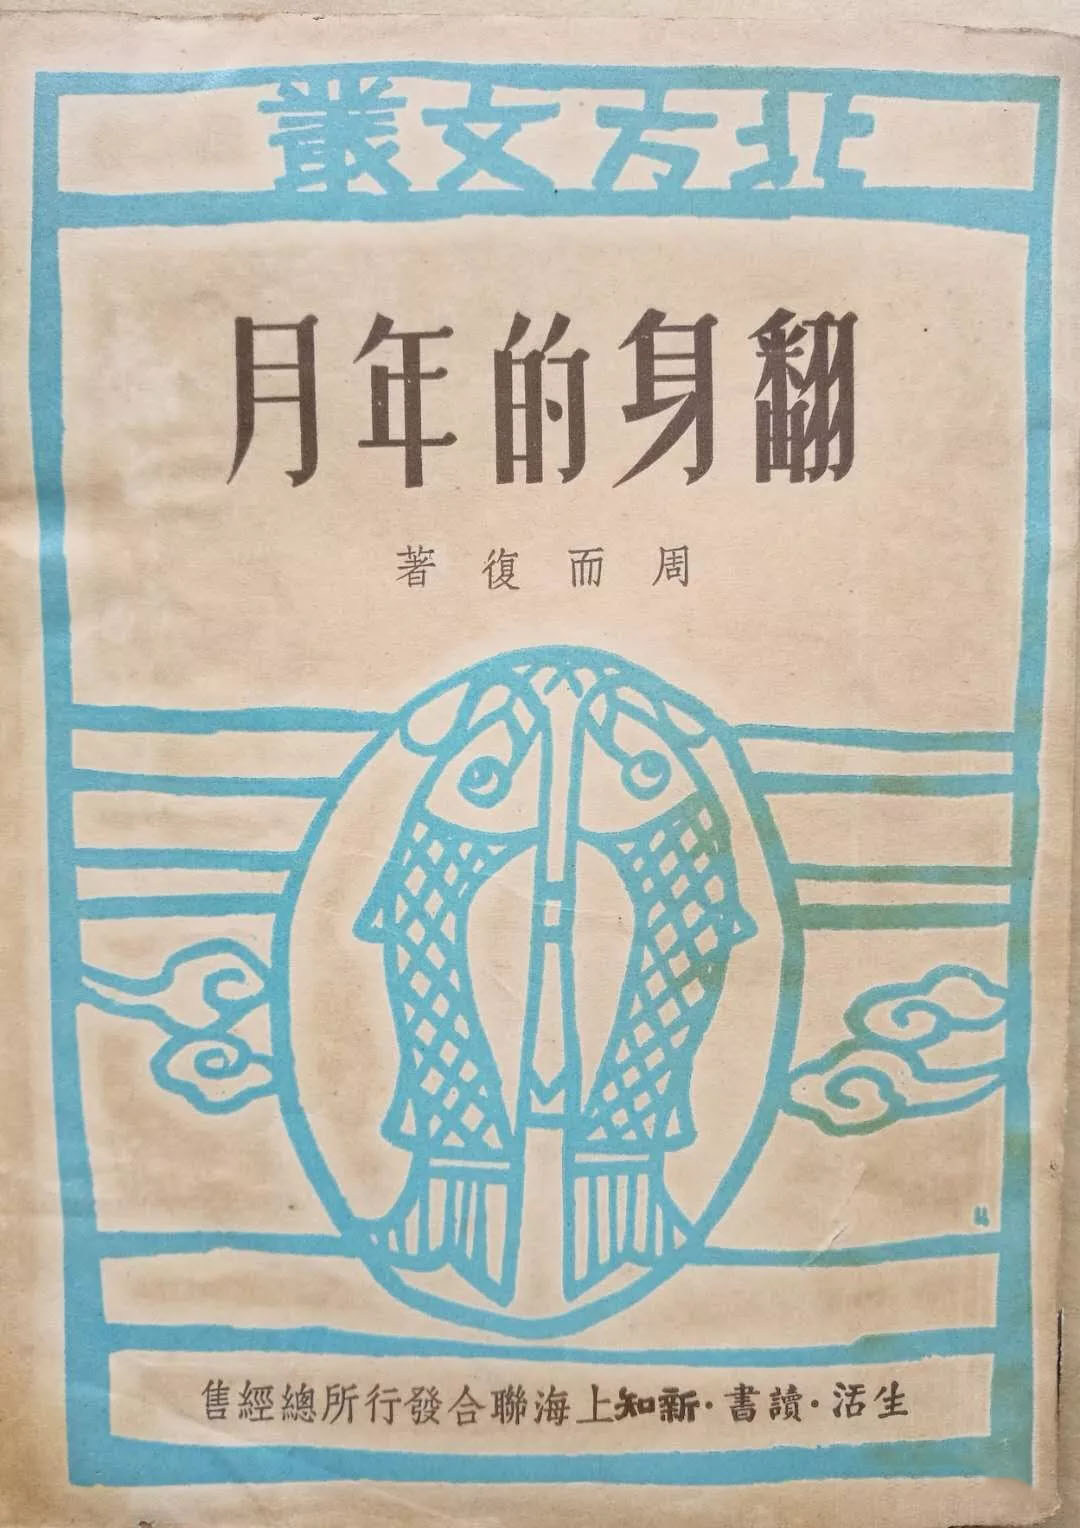 北方文叢
翻身的年月
周而復著
生活·讀書·新知上海聯合發行所總經售